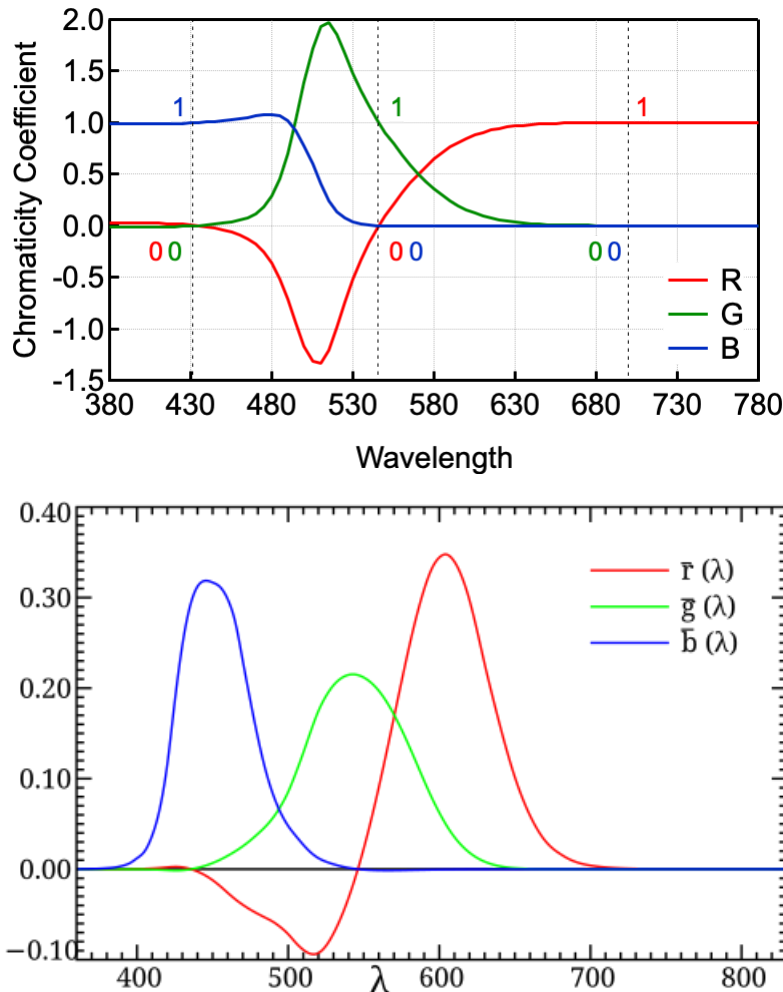 2.0
1.5
1.0
0.5
0.0
-0.5
-1.0
-1.5
Chromaticity Coefficient
1 1 1
0 0 0 0 0 0
R
G
B
380 430 480 530 580 630 680 730 780
Wavelength
0.40
0.30
0.20
0.10
0.00
−0.10
r̄ (λ)
g̅ (λ)
b̄ (λ)
400 500 600 700 800
λ